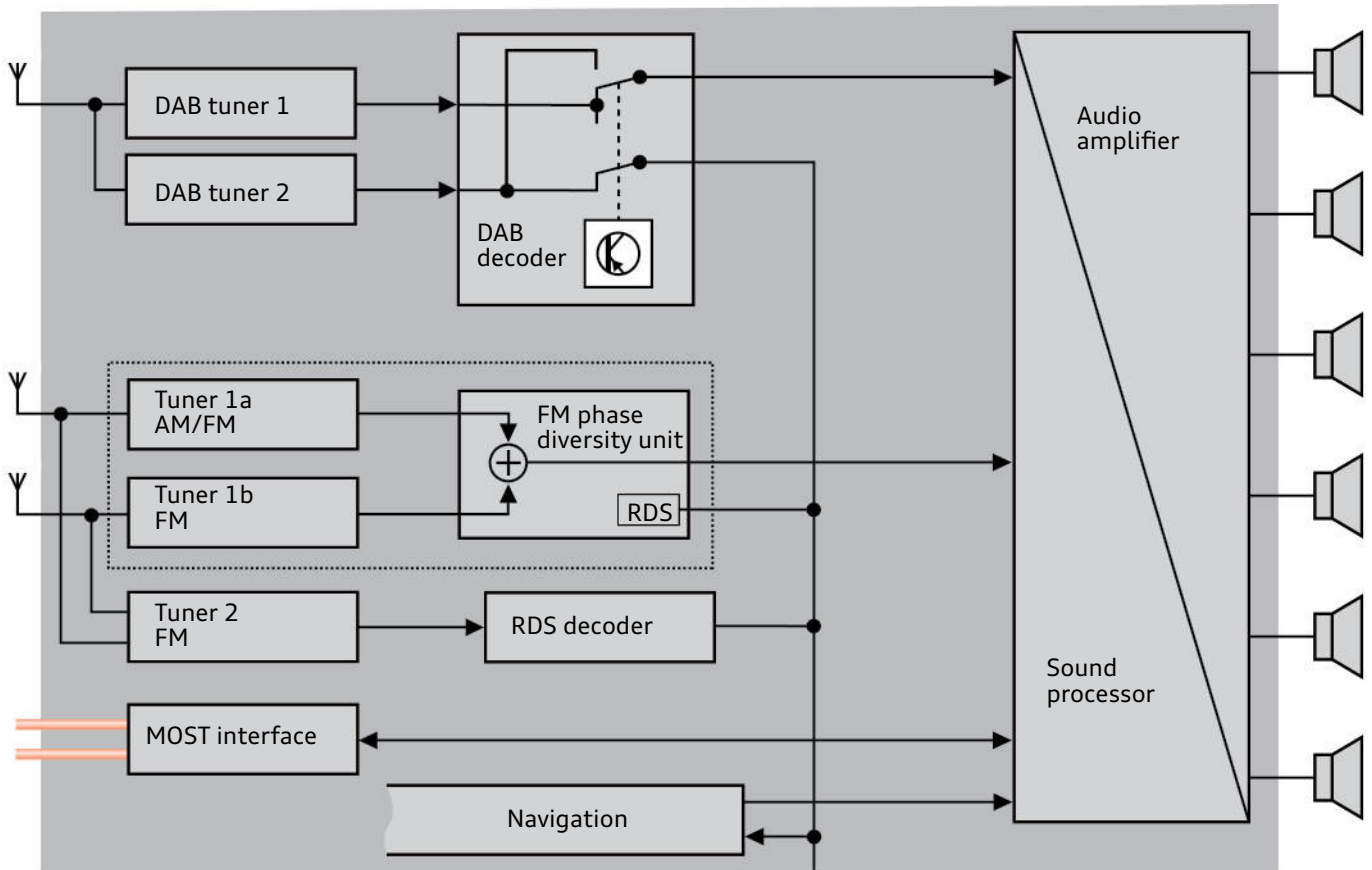 DAB tuner 1
DAB tuner 2
DAB
decoder
Audio
amplifier
Tuner 1a
AM/FM
FM phase
diversity unit
Tuner 1b
FM
RDS
Tuner 2
FM
RDS decoder
Sound
processor
MOST interface
Navigation